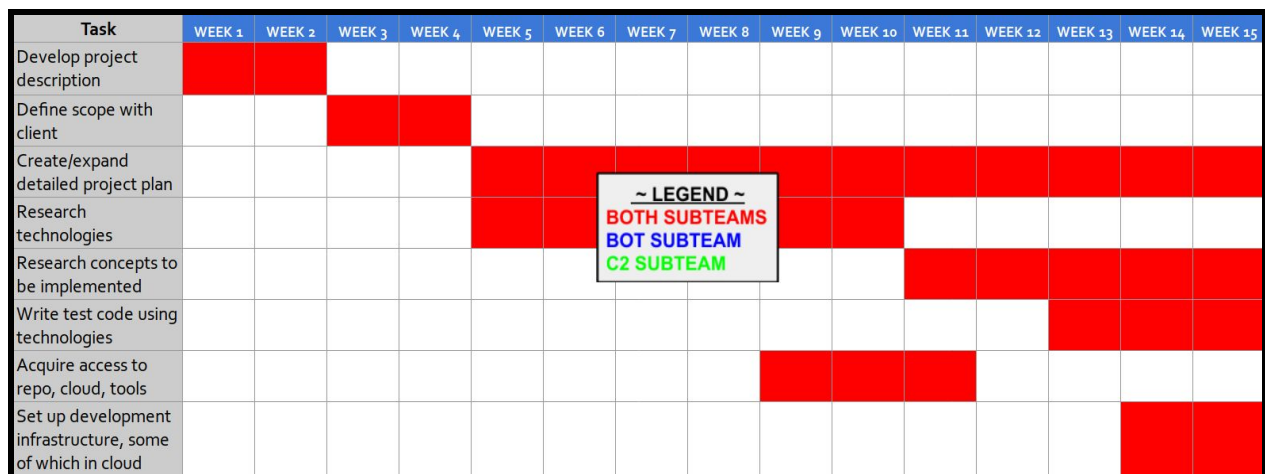 Task WEEK 1 WEEK 2 WEEK 3 WEEK 4 WEEK 5 WEEK 6 WEEK 7 WEEK 8 WEEK 9 WEEK 10 WEEK 11 WEEK 12 WEEK 13 WEEK 14 WEEK 15
Develop project
description
Define scope with
client
Create/expand
detailed project plan
Research
technologies
Research concepts to
be implemented
Write test code using
technologies
Acquire access to
repo, cloud, tools
Set up development
infrastructure, some
of which in cloud
~ LEGEND ~
BOTH SUBTEAMS
BOT SUBTEAM
C2 SUBTEAM